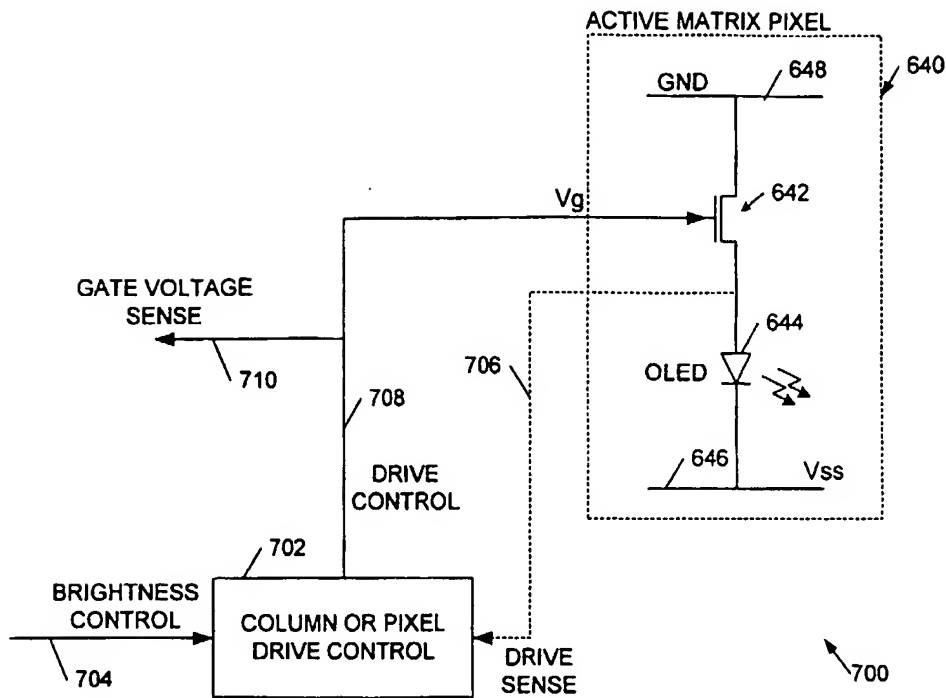 ACTIVE MATRIX PIXEL
648
640
GND
Vg
642
GATE VOLTAGE
SENSE
644
706
710
OLED
708
646
Vss
DRIVE
CONTROL
702
BRIGHTNESS
CONTROL
COLUMN OR PIXEL
DRIVE CONTROL
704
DRIVE
SENSE
700